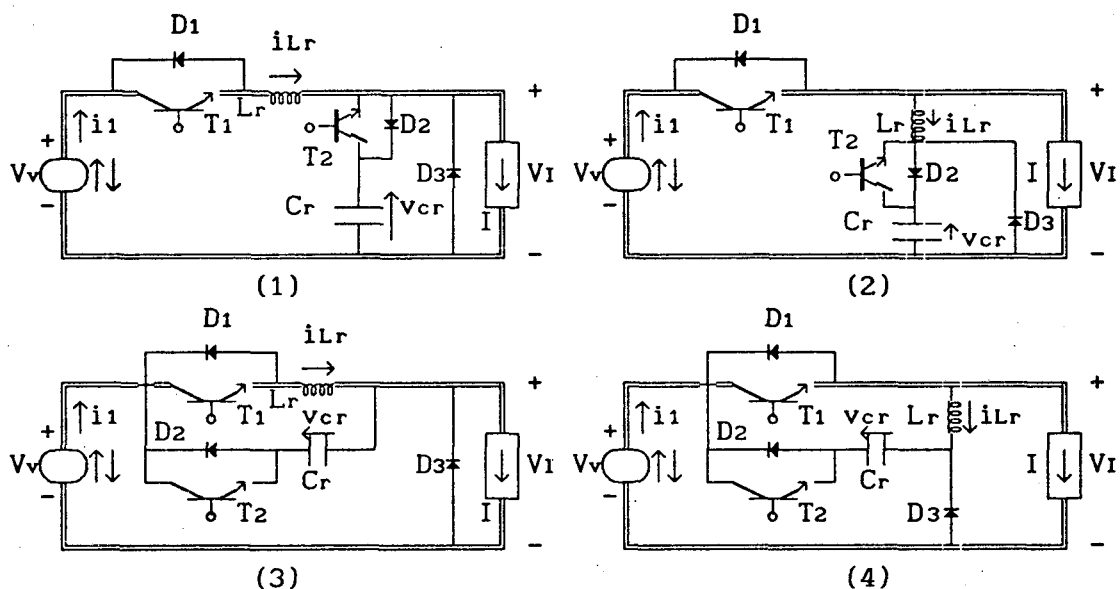 D1
iLr
+
i1
Lr
T1
D2
T2
+
Vv
-
Cr
vcr
D3
I
VI
-
(1)
D1
+
i1
T1
Lr
iLr
T2
D2
+
Vv
-
Cr
vcr
D3
I
VI
-
(2)
D1
iLr
+
i1
T1
Lr
vcr
D2
+
Vv
-
Cr
T2
D3
I
VI
-
(3)
D1
+
i1
T1
vcr
Lr
iLr
D2
+
Vv
-
Cr
T2
D3
I
VI
-
(4)